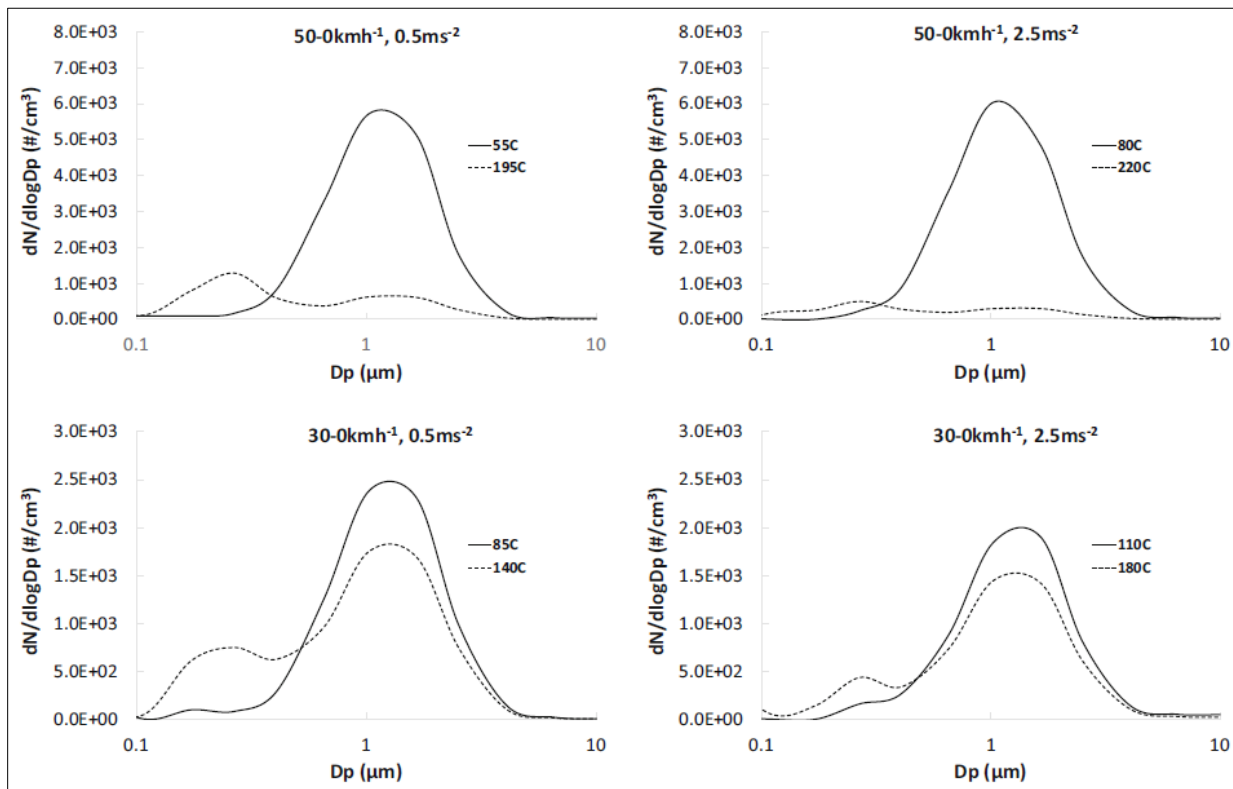 50-0kmh⁻¹, 0.5ms⁻²
dN/dlogDp (#/cm³)
8.0E+03
7.0E+03
6.0E+03
5.0E+03
4.0E+03
3.0E+03
2.0E+03
1.0E+03
0.0E+00
55C
195C
0.1
1
10
Dp (µm)
50-0kmh⁻¹, 2.5ms⁻²
dN/dlogDp (#/cm³)
8.0E+03
7.0E+03
6.0E+03
5.0E+03
4.0E+03
3.0E+03
2.0E+03
1.0E+03
0.0E+00
80C
220C
0.1
1
10
Dp (µm)
30-0kmh⁻¹, 0.5ms⁻²
dN/dlogDp (#/cm³)
3.0E+03
2.5E+03
2.0E+03
1.5E+03
1.0E+03
5.0E+02
0.0E+00
85C
140C
0.1
1
10
Dp (µm)
30-0kmh⁻¹, 2.5ms⁻²
dN/dlogDp (#/cm³)
3.0E+03
2.5E+03
2.0E+03
1.5E+03
1.0E+03
5.0E+02
0.0E+00
110C
180C
0.1
1
10
Dp (µm)